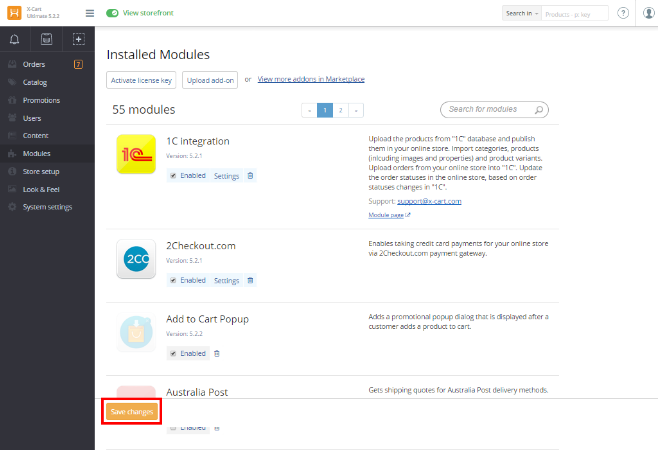 X-Cart
Ultimate 5.2.3
View storefront
Search in
Products - p: key
?
Orders 7
Catalog
Promotions
Users
Content
Modules
Store setup
Look & Feel
System settings
Installed Modules
Activate license key
Upload add-on
or
View more addons in Marketplace
55 modules
« 1 2 »
Search for modules
1C integration
Version: 5.2.1
Enabled Settings
Upload the products from "1C" database and publish
them in your online store. Import categories, products
(inlcuding images and properties) and product variants.
Upload orders from your online store into "1C". Update
the order statuses in the online store, based on order
statuses changes in "1C".
Support: support@x-cart.com
Module page
2CO
2Checkout.com
Version: 5.2.1
Enabled Settings
Enables taking credit card payments for your online store
via 2Checkout.com payment gateway.
Add to Cart Popup
Version: 5.2.2
Enabled
Adds a promotional popup dialog that is displayed after a
customer adds a product to cart.
Australia Post
Gets shipping quotes for Australia Post delivery methods.
Save changes
Enabled